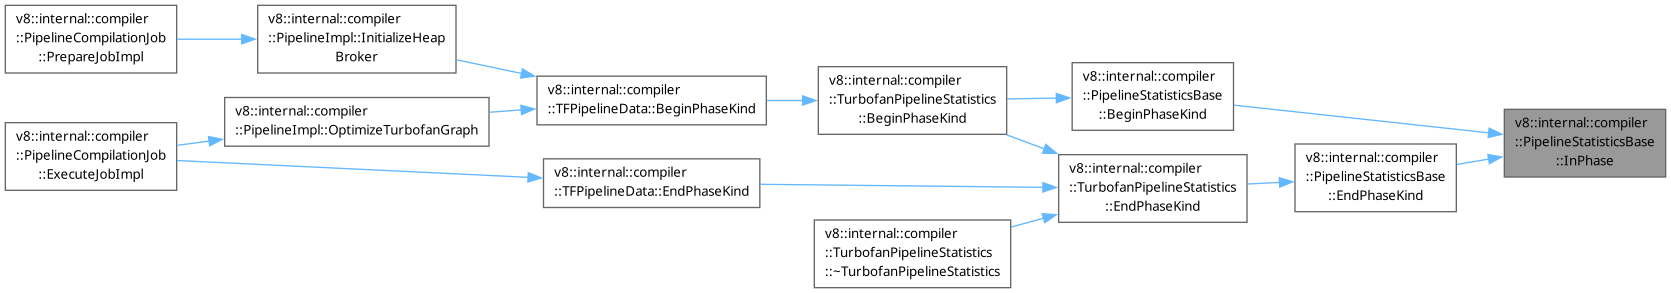 v8::internal::compiler
::PipelineCompilationJob
::PrepareJobImpl
v8::internal::compiler
::PipelineImpl::InitializeHeap
Broker
v8::internal::compiler
::PipelineCompilationJob
::ExecuteJobImpl
v8::internal::compiler
::PipelineImpl::OptimizeTurbofanGraph
v8::internal::compiler
::TFPipelineData::BeginPhaseKind
v8::internal::compiler
::TFPipelineData::EndPhaseKind
v8::internal::compiler
::TurbofanPipelineStatistics
::BeginPhaseKind
v8::internal::compiler
::TurbofanPipelineStatistics
::~TurbofanPipelineStatistics
v8::internal::compiler
::PipelineStatisticsBase
::BeginPhaseKind
v8::internal::compiler
::TurbofanPipelineStatistics
::EndPhaseKind
v8::internal::compiler
::PipelineStatisticsBase
::EndPhaseKind
v8::internal::compiler
::PipelineStatisticsBase
::InPhase